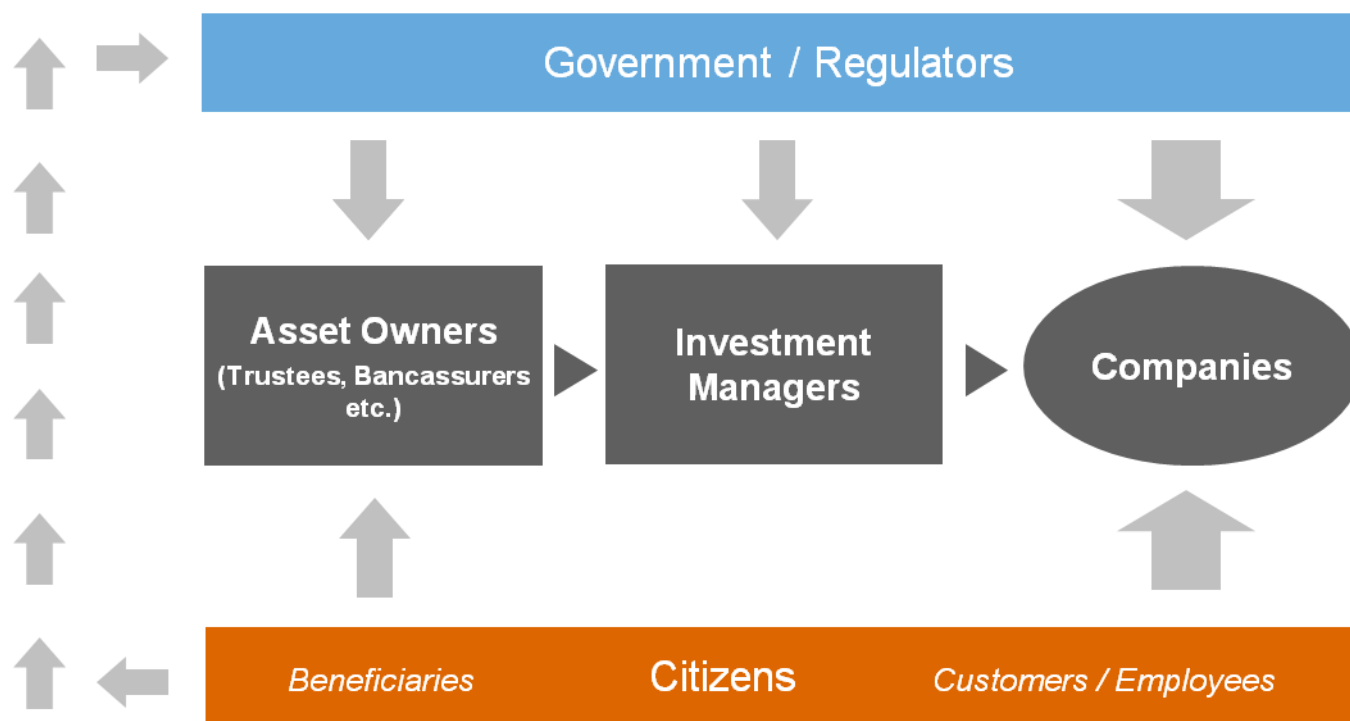 Government / Regulators
Asset Owners
(Trustees, Bancassurers
etc.)
Investment
Managers
Companies
Beneficiaries
Citizens
Customers / Employees